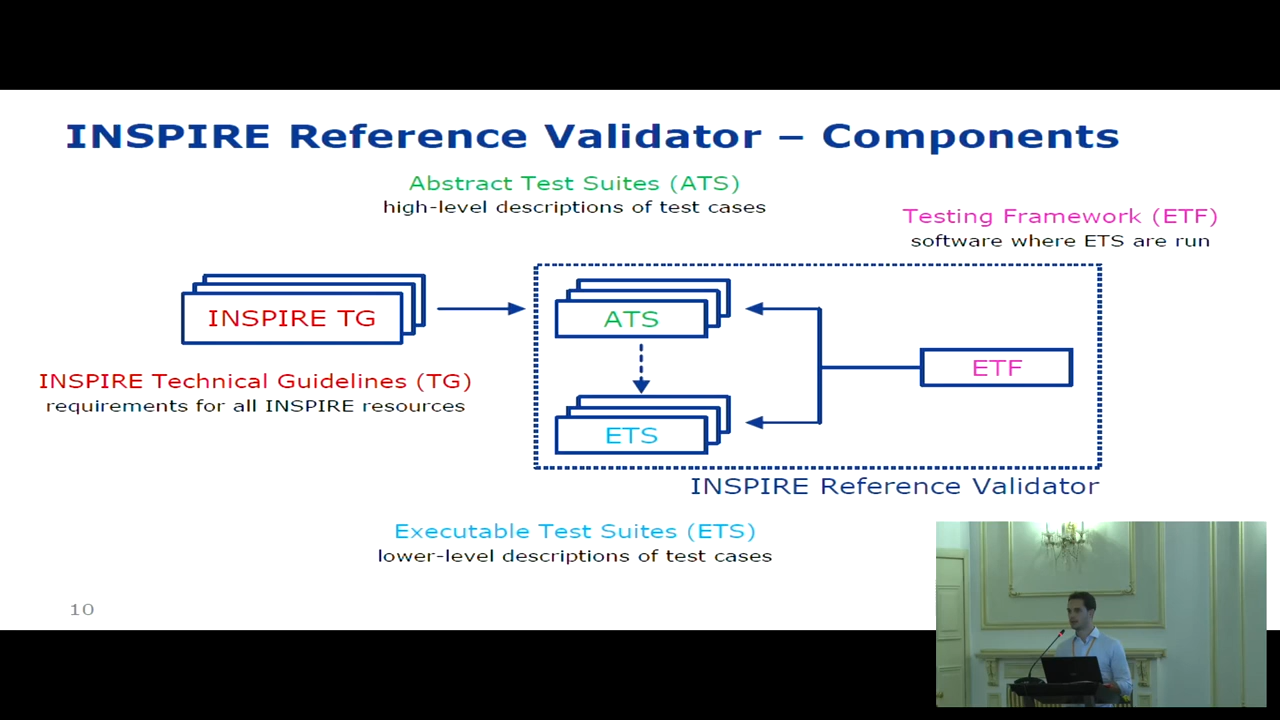 INSPIRE Reference Validator – Components
Abstract Test Suites (ATS)
high-level descriptions of test cases
Testing Framework (ETF)
software where ETS are run
INSPIRE TG
ATS
ETF
INSPIRE Technical Guidelines (TG)
requirements for all INSPIRE resources
ETS
INSPIRE Reference Validator
Executable Test Suites (ETS)
lower-level descriptions of test cases
10